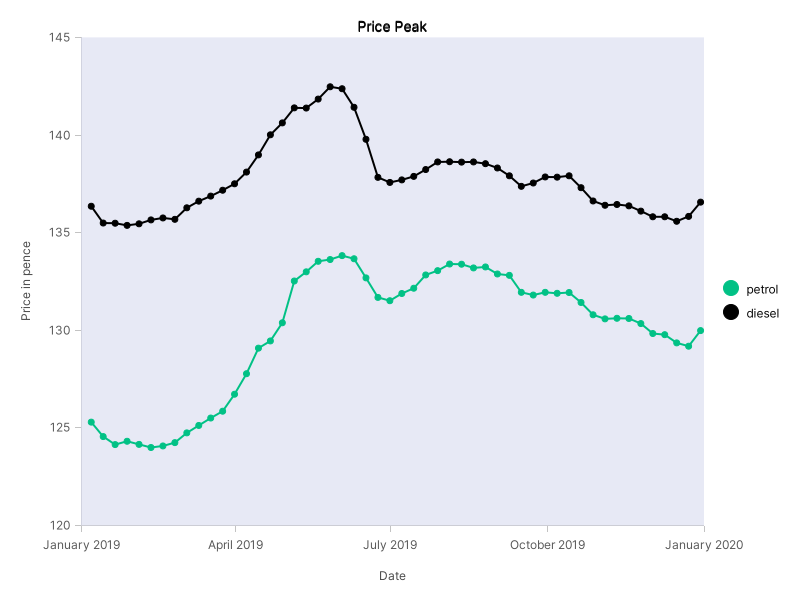 Price Peak
145
140
135
130
125
120
Price in pence
January 2019
April 2019
July 2019
October 2019
January 2020
Date
petrol
diesel